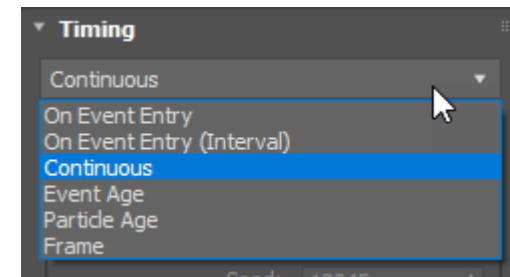 Timing
Continuous
On Event Entry
On Event Entry (Interval)
Continuous
Event Age
Particle Age
Frame